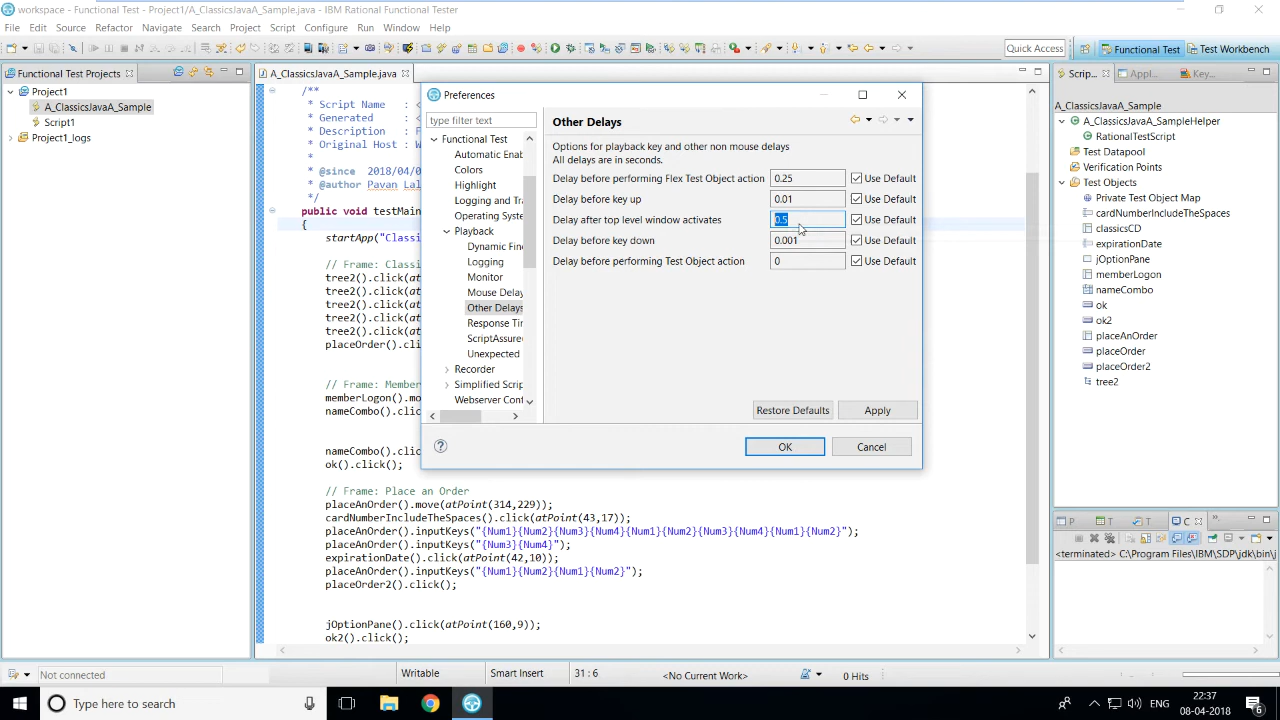 workspace - Functional Test - Project1/A_ClassicsJavaA_Sample.java - IBM Rational Functional Tester
File Edit Source Refactor Navigate Search Project Script Configure Run Window Help
Quick Access
Functional Test
Test Workbench
Functional Test Projects
Project1
A_ClassicsJavaA_Sample
Script1
Project1_logs
A_ClassicsJavaA_Sample.java
/**
* Script Name :
* Generated :
* Description :
* Original Host :
*
* @since 2018/04/0
* @author Pavan Lal
*/
public void testMain
{
startApp("Classi
// Frame: Classi
tree2().click(at
tree2().click(at
tree2().click(at
tree2().click(at
tree2().click(at
placeOrder().cli
// Frame: Member
memberLogon().mo
nameCombo().clic
nameCombo().clic
ok().click();
// Frame: Place an Order
placeAnOrder().move(atPoint(314,229));
cardNumberIncludeTheSpaces().click(atPoint(43,17));
placeAnOrder().inputKeys("{Num1}{Num2}{Num3}{Num4}{Num1}{Num2}{Num3}{Num4}{Num1}{Num2}");
placeAnOrder().inputKeys("{Num3}{Num4}");
expirationDate().click(atPoint(42,10));
placeAnOrder().inputKeys("{Num1}{Num2}{Num1}{Num2}");
placeOrder2().click();
jOptionPane().click(atPoint(160,9));
ok2().click();
Preferences
type filter text
Functional Test
Automatic Enab
Colors
Highlight
Logging and Tra
Operating Syste
Playback
Dynamic Fin
Logging
Monitor
Mouse Delay
Other Delays
Response Tir
ScriptAssure
Unexpected
Recorder
Simplified Scrip
Webserver Conf
Other Delays
Options for playback key and other non mouse delays
All delays are in seconds.
Delay before performing Flex Test Object action 0.25 Use Default
Delay before key up 0.01 Use Default
Delay after top level window activates 0.5 Use Default
Delay before key down 0.001 Use Default
Delay before performing Test Object action 0 Use Default
Restore Defaults Apply
OK Cancel
Scrip... Appl... Key...
A_ClassicsJavaA_Sample
A_ClassicsJavaA_SampleHelper
RationalTestScript
Test Datapool
Verification Points
Test Objects
Private Test Object Map
cardNumberIncludeTheSpaces
classicsCD
expirationDate
jOptionPane
memberLogon
nameCombo
ok
ok2
placeAnOrder
placeOrder
placeOrder2
tree2
P T T C
<terminated> C:\Program Files\IBM\SDP\jdk\bin\j
Not connected
Writable
Smart Insert
31 : 6
<No Current Work>
0 Hits
Type here to search
ENG
22:37
08-04-2018
6